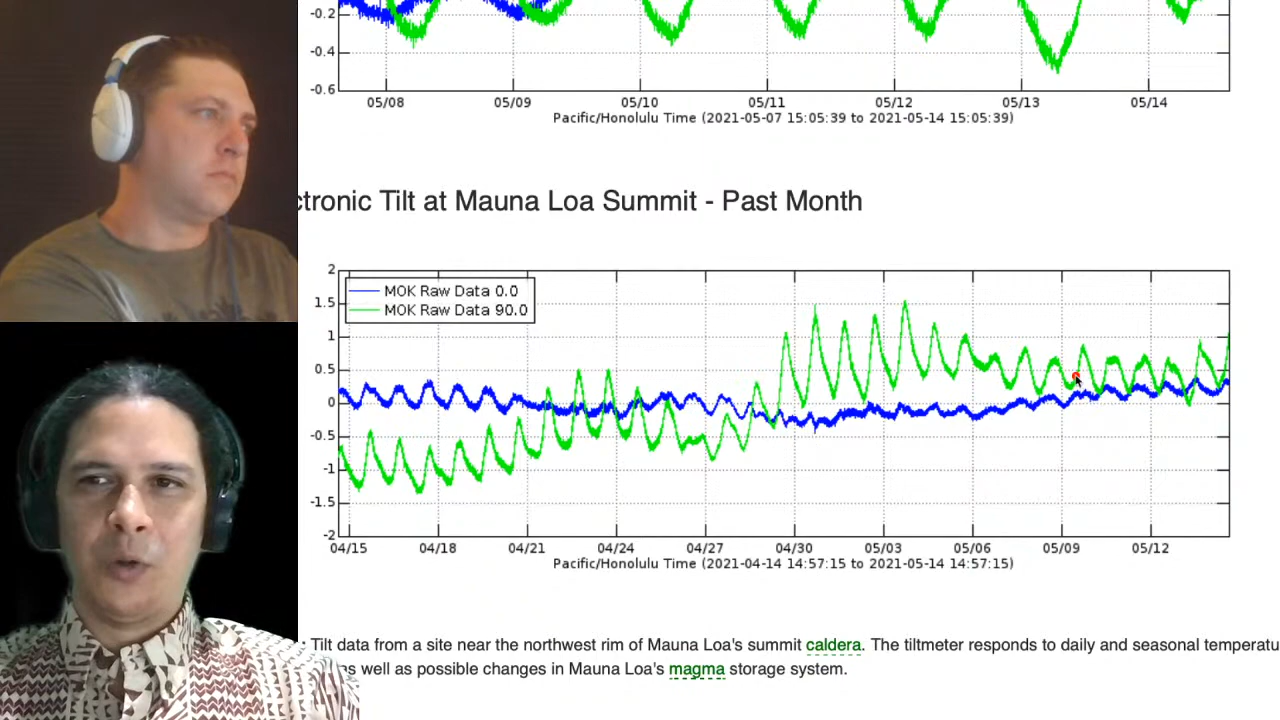 -0.2
-0.4
-0.6
05/08 05/09 05/10 05/11 05/12 05/13 05/14
Pacific/Honolulu Time (2021-05-07 15:05:39 to 2021-05-14 15:05:39)
ctronic Tilt at Mauna Loa Summit - Past Month
2
1.5
1
0.5
0
-0.5
-1
-1.5
-2
MOK Raw Data 0.0
MOK Raw Data 90.0
04/15 04/18 04/21 04/24 04/27 04/30 05/03 05/06 05/09 05/12
Pacific/Honolulu Time (2021-04-14 14:57:15 to 2021-05-14 14:57:15)
: Tilt data from a site near the northwest rim of Mauna Loa's summit caldera. The tiltmeter responds to daily and seasonal temperatu
as well as possible changes in Mauna Loa's magma storage system.